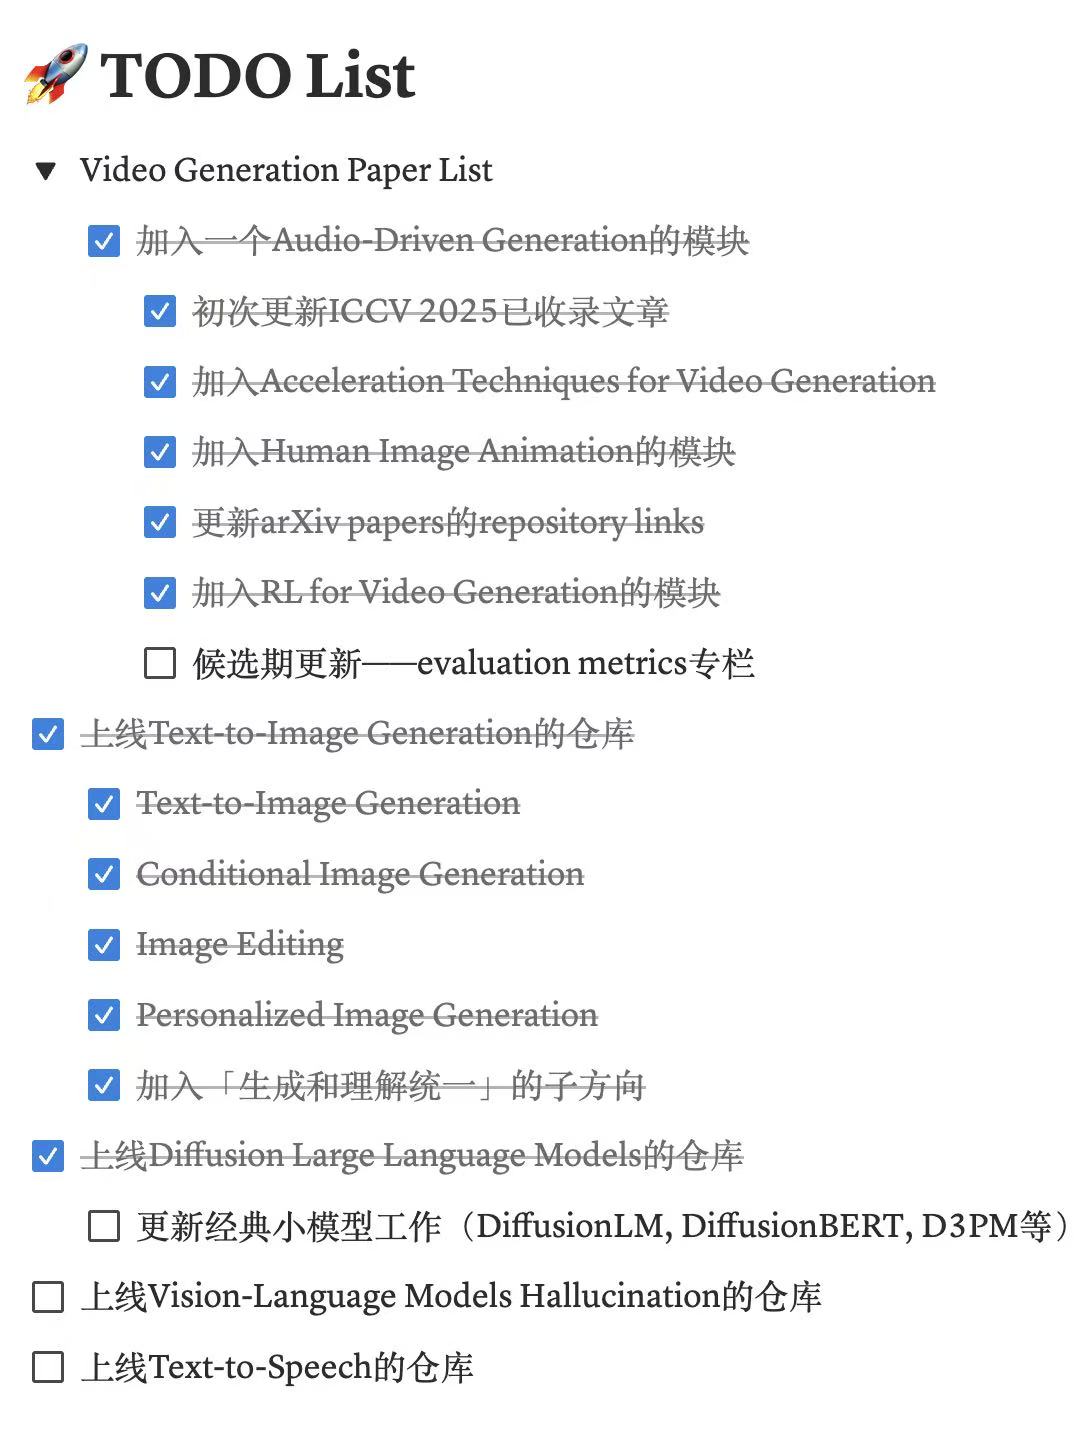 🚀 TODO List
Video Generation Paper List
加入一个Audio-Driven Generation的模块
初次更新ICCV 2025已收录文章
加入Acceleration Techniques for Video Generation
加入Human Image Animation的模块
更新arXiv papers的repository links
加入RL for Video Generation的模块
候选期更新——evaluation metrics专栏
上线Text-to-Image Generation的仓库
Text-to-Image Generation
Conditional Image Generation
Image Editing
Personalized Image Generation
加入「生成和理解统一」的子方向
上线Diffusion Large Language Models的仓库
更新经典小模型工作（DiffusionLM, DiffusionBERT, D3PM等）
上线Vision-Language Models Hallucination的仓库
上线Text-to-Speech的仓库